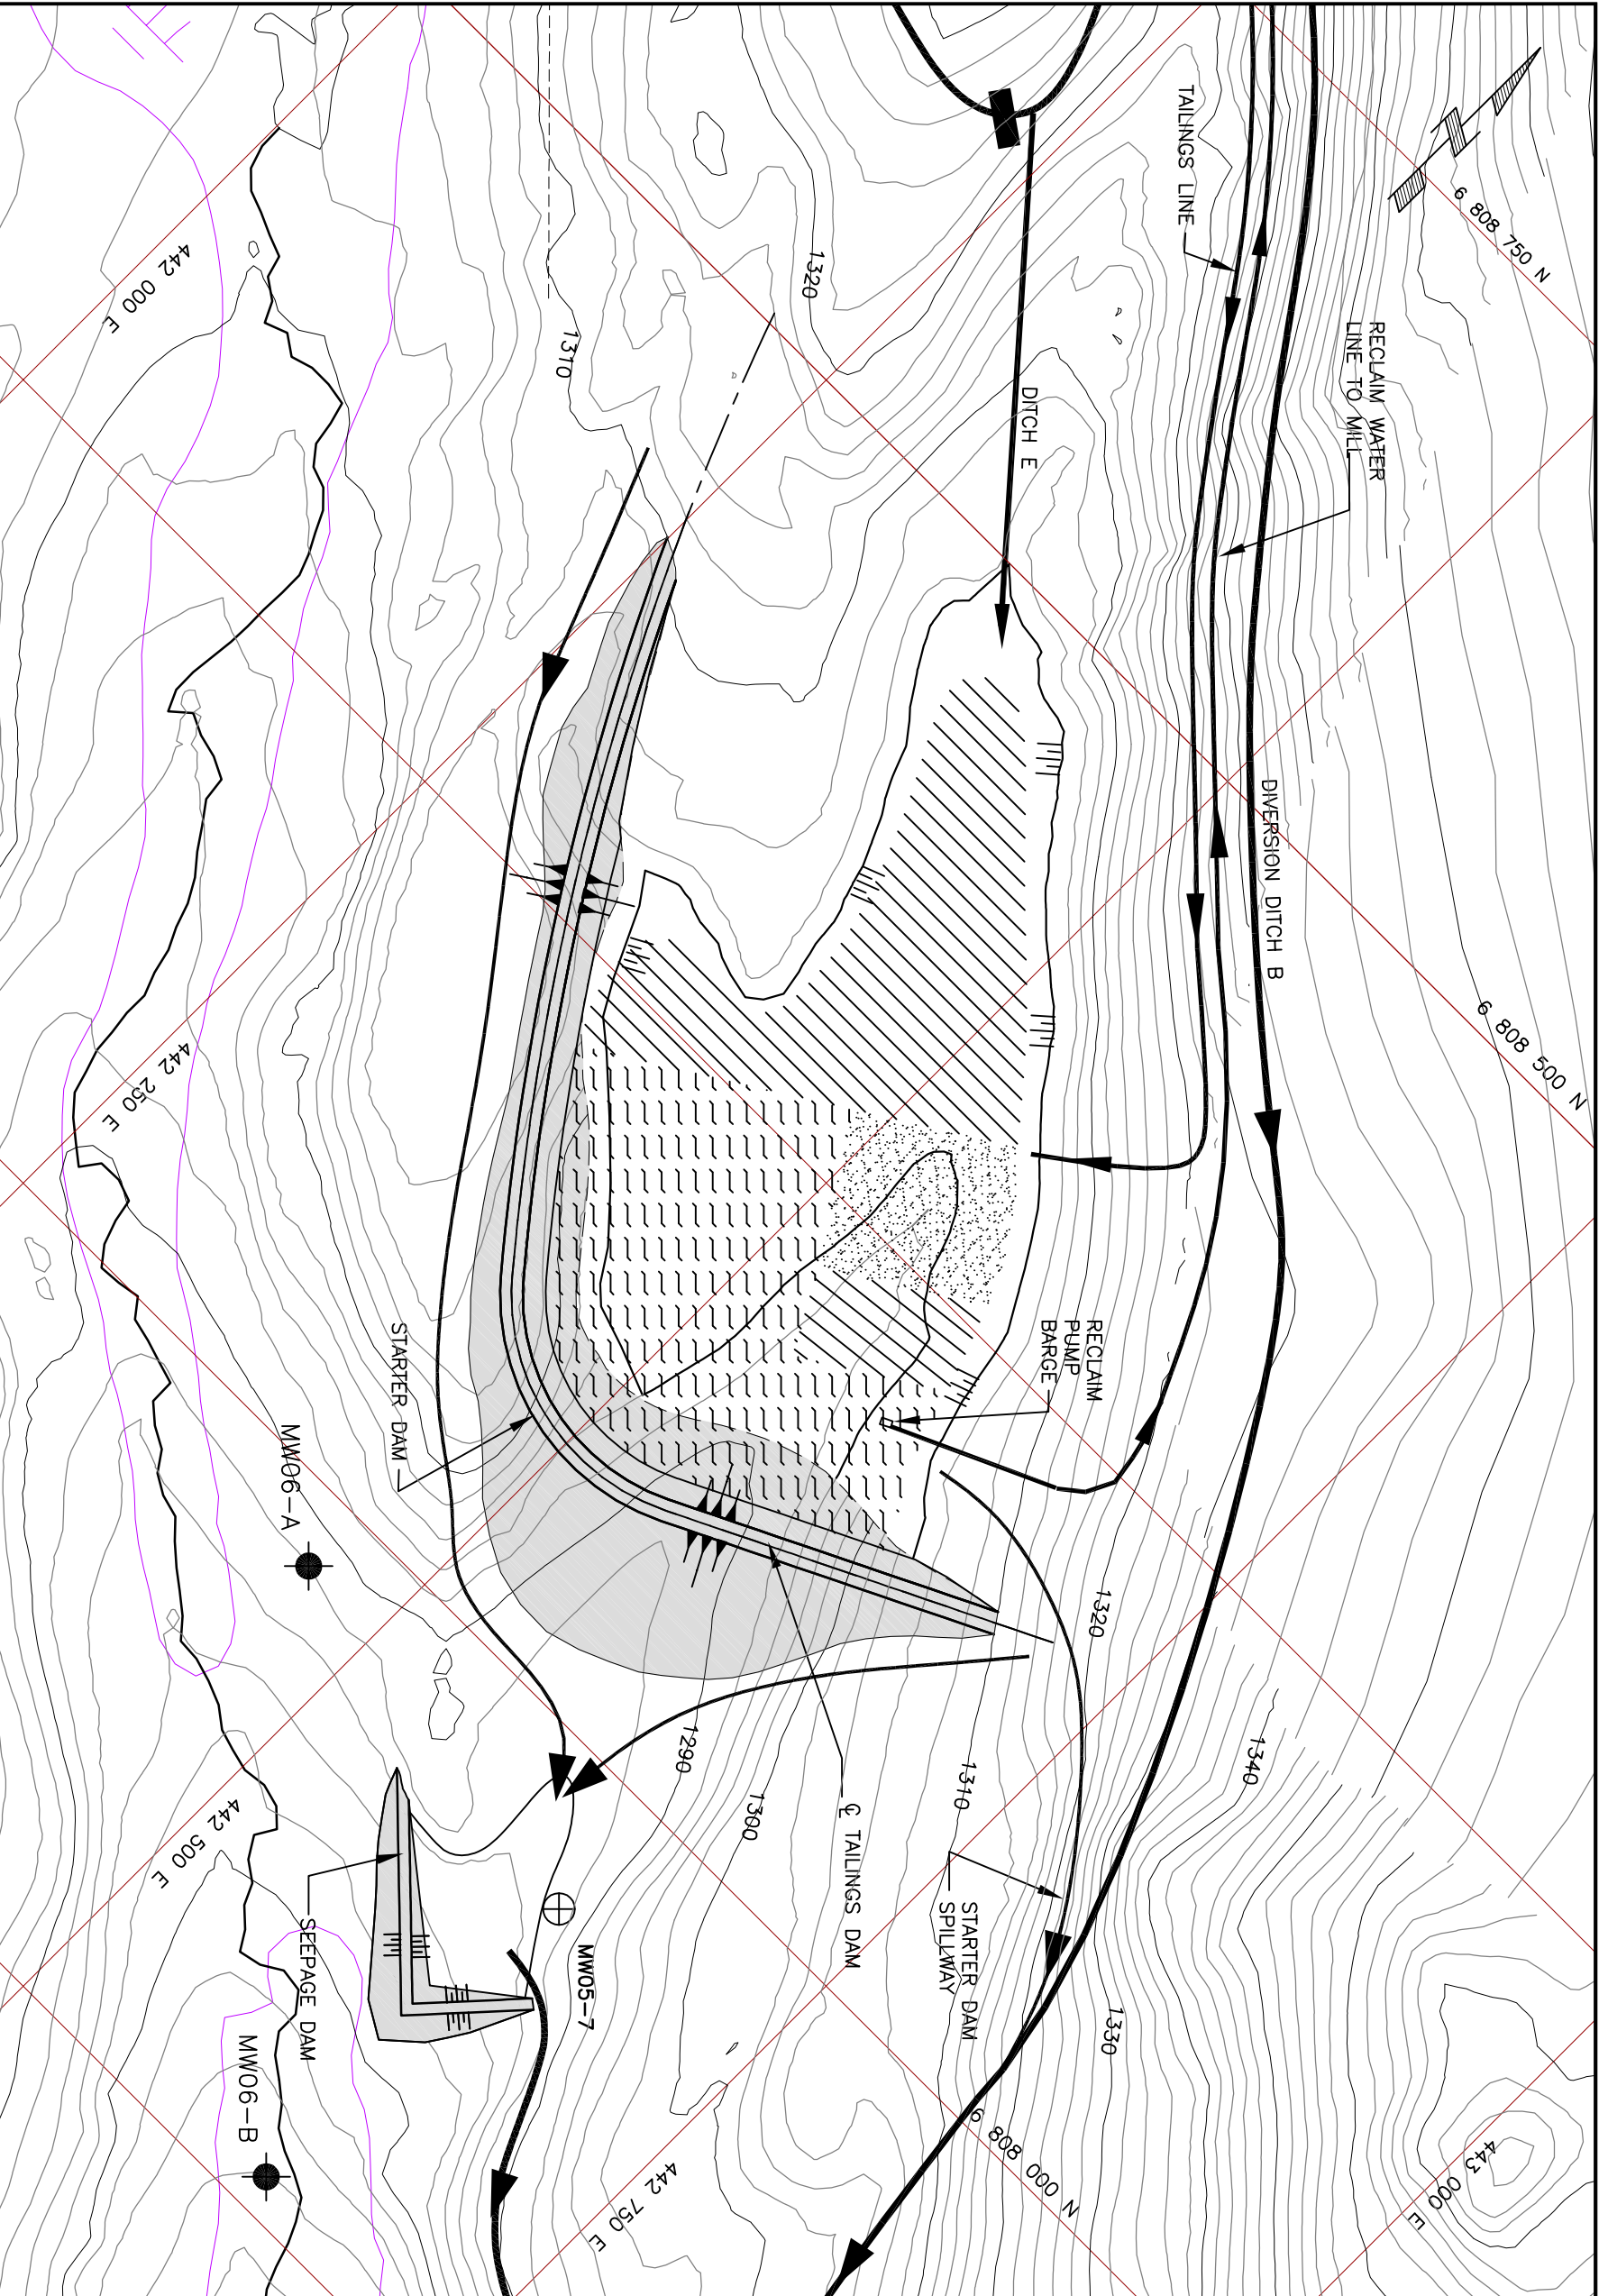 TAILINGS LINE
6 808 750 N
RECLAIM WATER
LINE TO MILL
442 000 E
1320
1310
DITCH E
DIVERSION DITCH B
6 808 500 N
442 250 E
RECLAIM
PUMP
BARGE
STARTER DAM
MW06-A
1320
1290
1300
1310
1340
℄ TAILINGS DAM
STARTER DAM
SPILLWAY
442 500 E
SEEPAGE DAM
MW05-7
1330
MW06-B
6 808 000 N
442 750 E
443 000 E